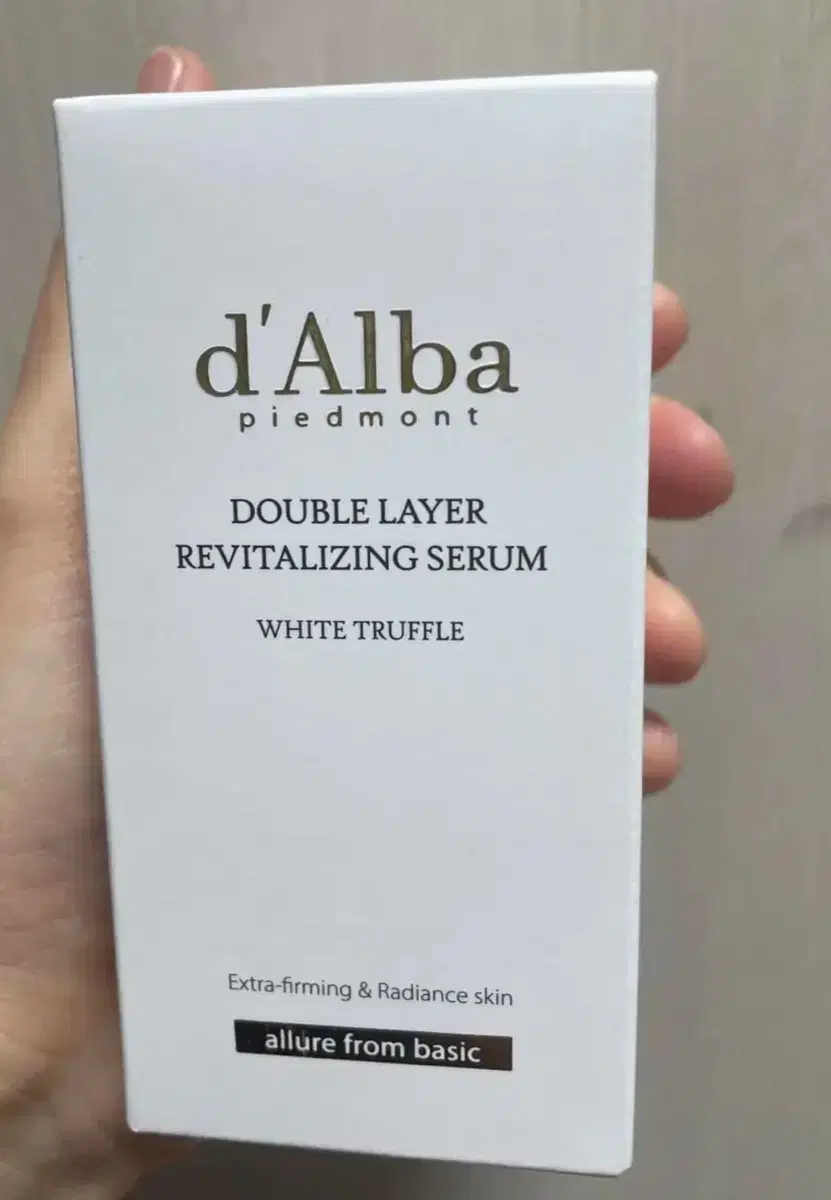 d'Alba
piedmont
DOUBLE LAYER
REVITALIZING SERUM
WHITE TRUFFLE
Extra-firming & Radiance skin
allure from basic